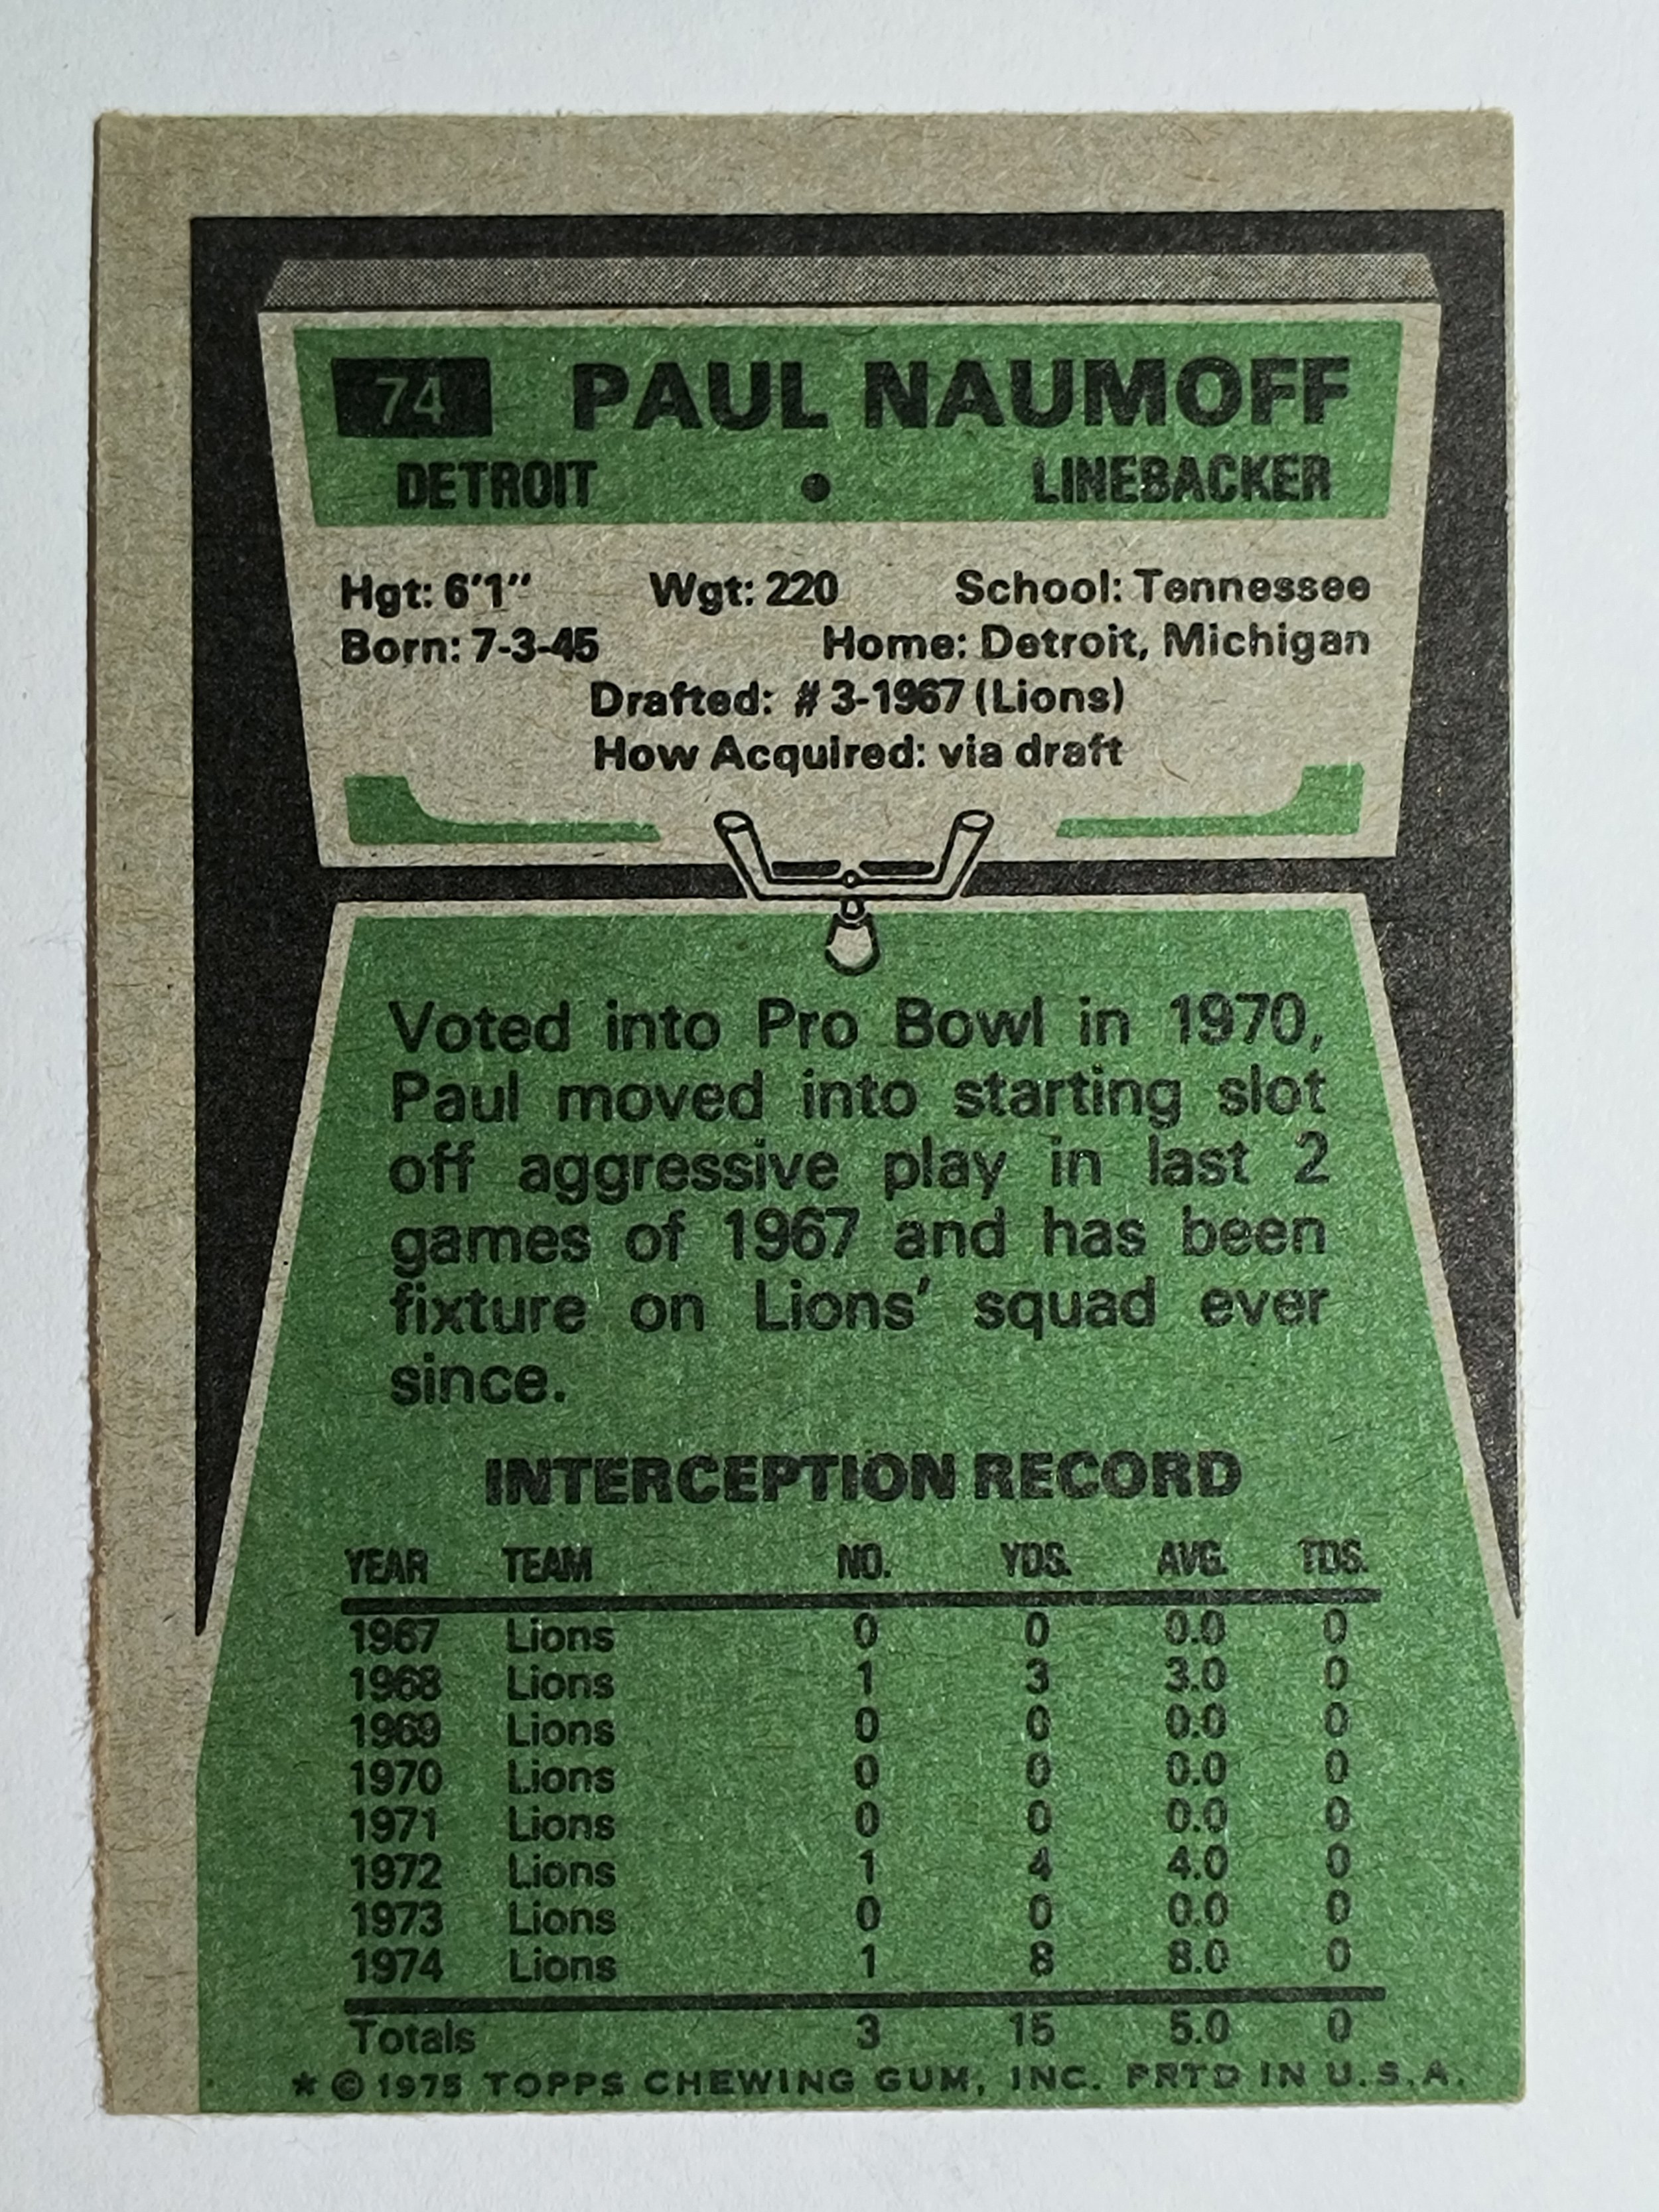 74 PAUL NAUMOFF
DETROIT • LINEBACKER
Hgt: 6'1" Wgt: 220 School: Tennessee
Born: 7-3-45 Home: Detroit, Michigan
Drafted: #3-1967 (Lions)
How Acquired: via draft
Voted into Pro Bowl in 1970,
Paul moved into starting slot
off aggressive play in last 2
games of 1967 and has been
fixture on Lions' squad ever
since.
INTERCEPTION RECORD
YEAR TEAM NO. YDS. AVG. TDS.
1967 Lions 0 0 0.0 0
1968 Lions 1 3 3.0 0
1969 Lions 0 0 0.0 0
1970 Lions 0 0 0.0 0
1971 Lions 0 0 0.0 0
1972 Lions 1 4 4.0 0
1973 Lions 0 0 0.0 0
1974 Lions 1 8 8.0 0
Totals 3 15 5.0 0
* © 1975 TOPPS CHEWING GUM, INC. PRTD IN U.S.A.